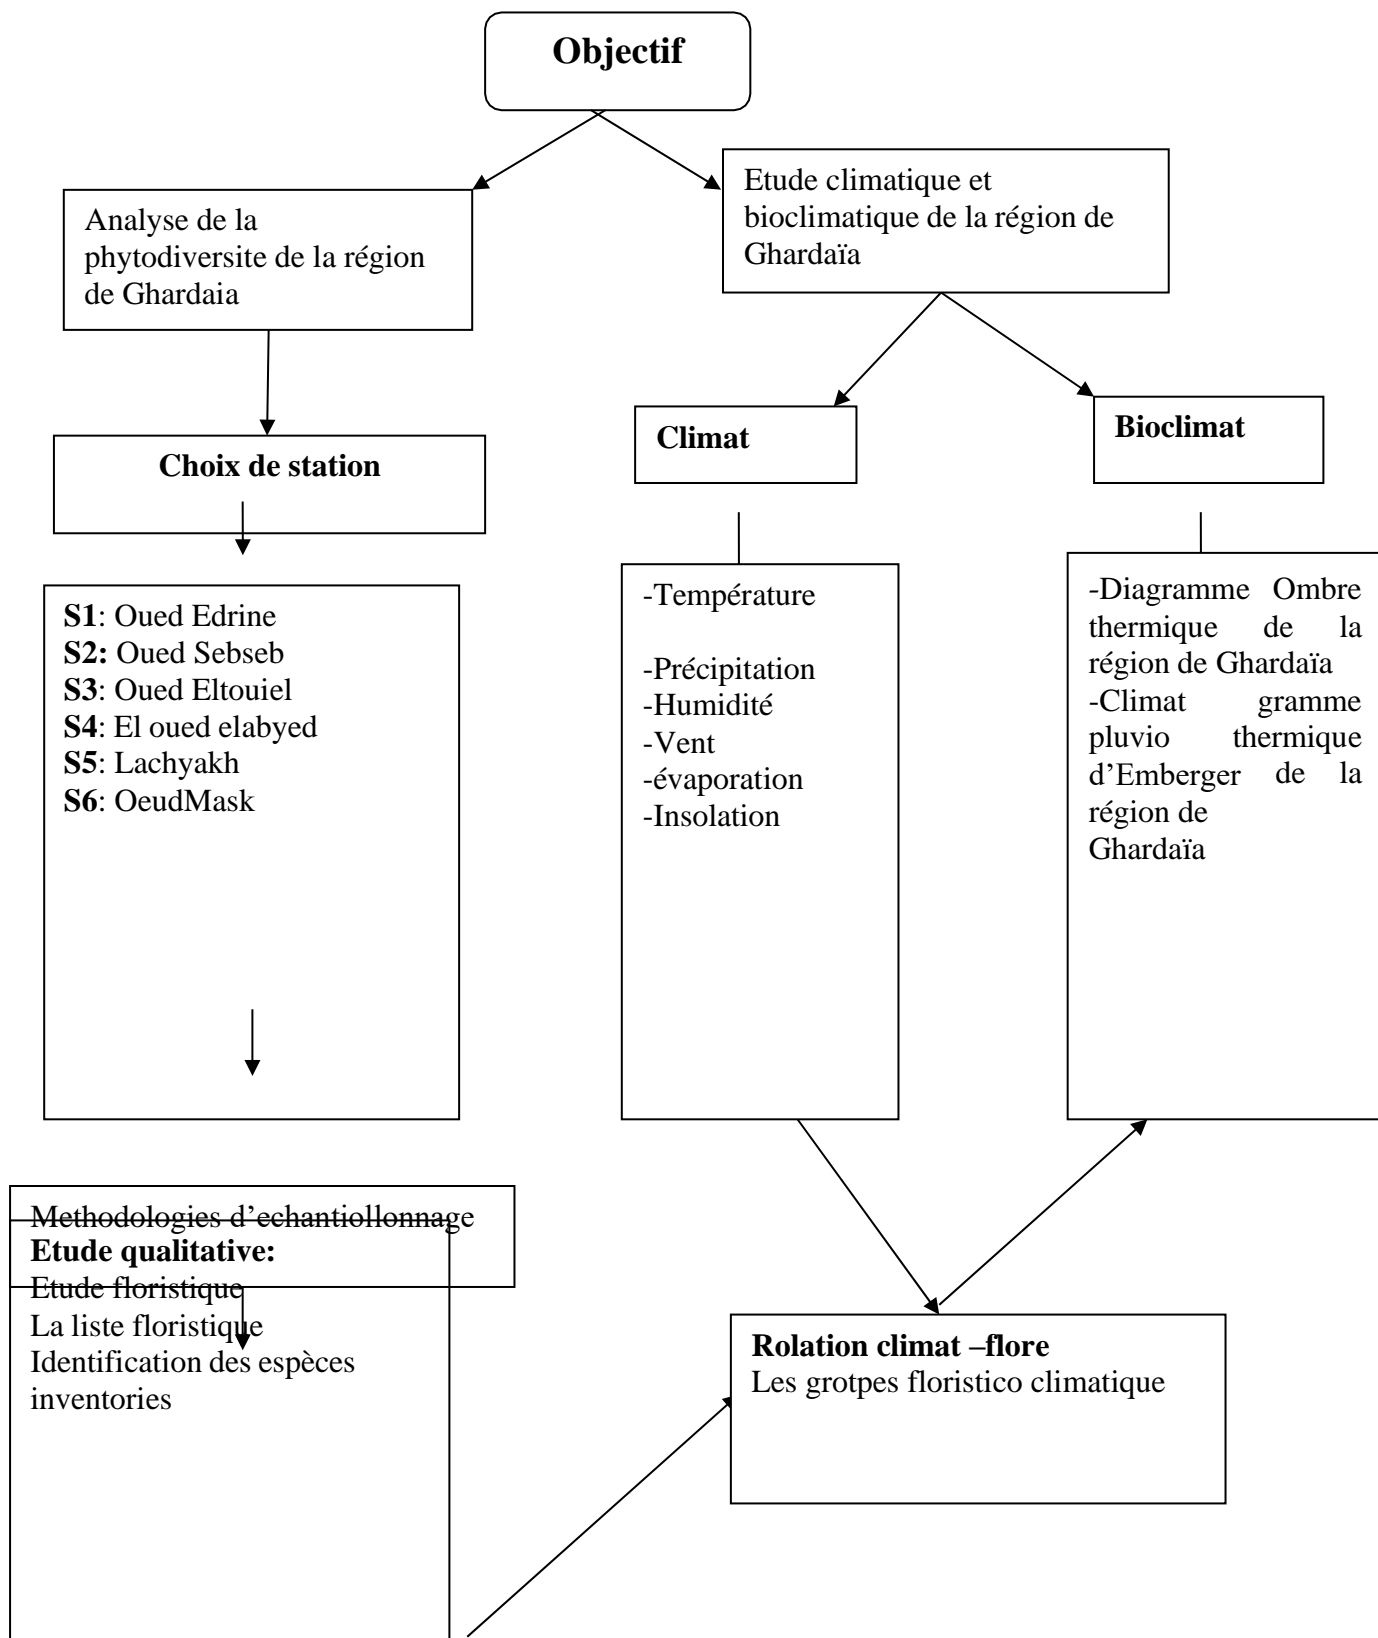 Objectif
Analyse de la
phytodiversite de la région
de Ghardaia
Etude climatique et
bioclimatique de la région de
Ghardaïa
Choix de station
Climat
Bioclimat
S1: Oued Edrine
S2: Oued Sebseb
S3: Oued Eltouiel
S4: El oued elabyed
S5: Lachyakh
S6: OeudMask
-Température
-Précipitation
-Humidité
-Vent
-évaporation
-Insolation
-Diagramme Ombre
thermique de la
région de Ghardaïa
-Climat gramme
pluvio thermique
d’Emberger de la
région de
Ghardaïa
Methodologies d’echantiollonnage
Etude qualitative:
Etude floristique
La liste floristique
Identification des espèces
inventories
Rolation climat –flore
Les grotpes floristico climatique